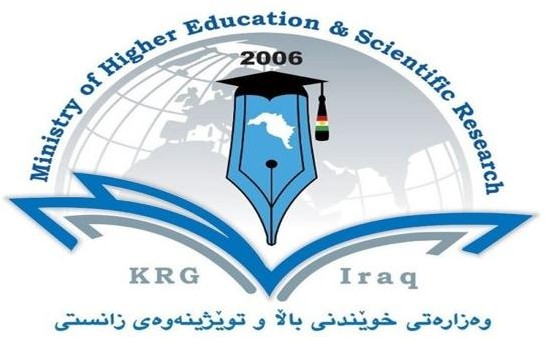 Ministry of Higher Education & Scientific Research
2006
KRG Iraq
وەزارەتی خوێندنی باڵا و توێژینەوەی زانستی